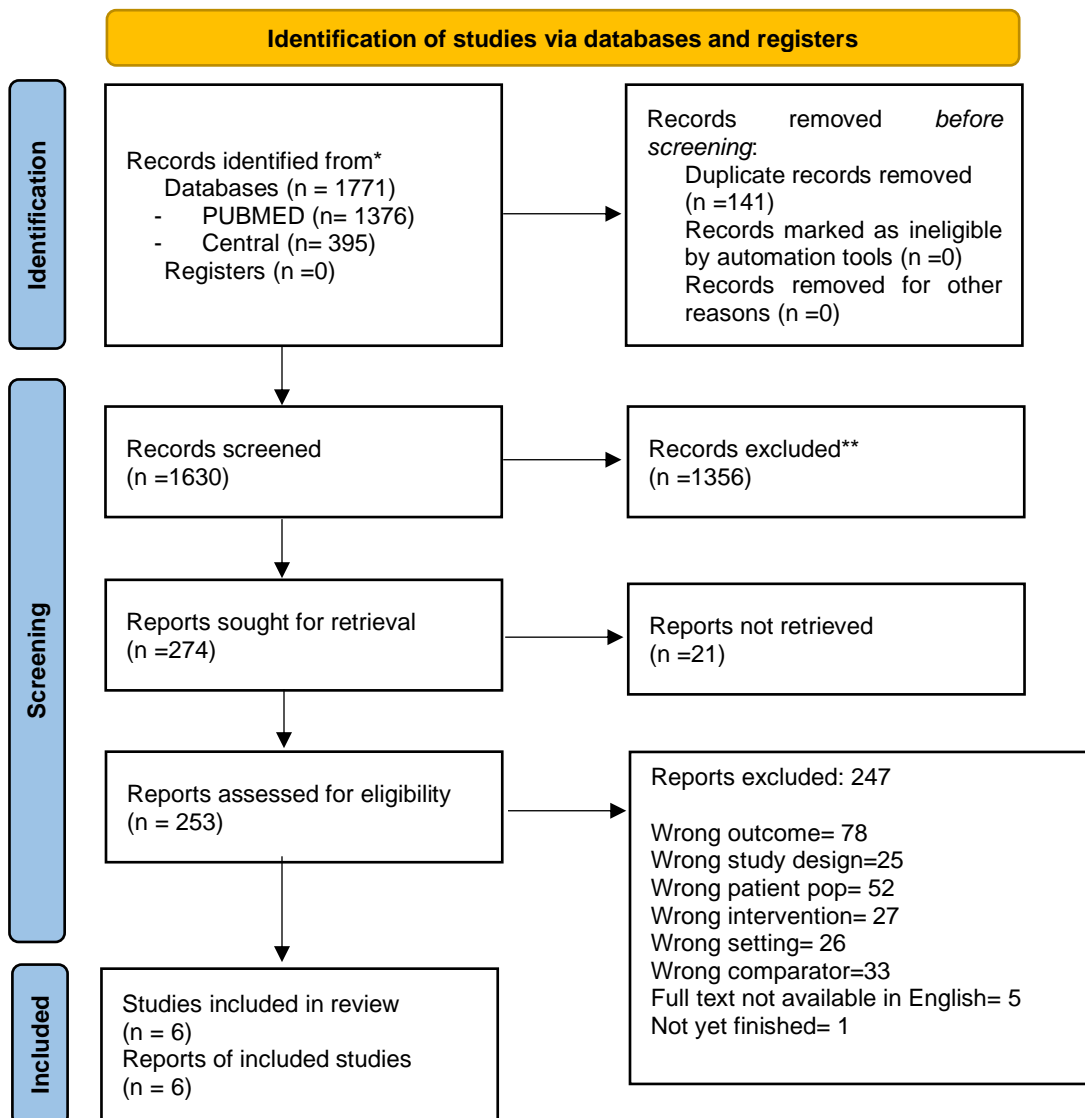 Identification of studies via databases and registers
Identification
Records identified from*
Databases (n = 1771)
- PUBMED (n= 1376)
- Central (n= 395)
Registers (n =0)
Records removed before
screening:
Duplicate records removed
(n =141)
Records marked as ineligible
by automation tools (n =0)
Records removed for other
reasons (n =0)
Screening
Records screened
(n =1630)
Records excluded**
(n =1356)
Reports sought for retrieval
(n =274)
Reports not retrieved
(n =21)
Reports assessed for eligibility
(n = 253)
Reports excluded: 247
Wrong outcome= 78
Wrong study design=25
Wrong patient pop= 52
Wrong intervention= 27
Wrong setting= 26
Wrong comparator=33
Full text not available in English= 5
Not yet finished= 1
Included
Studies included in review
(n = 6)
Reports of included studies
(n = 6)